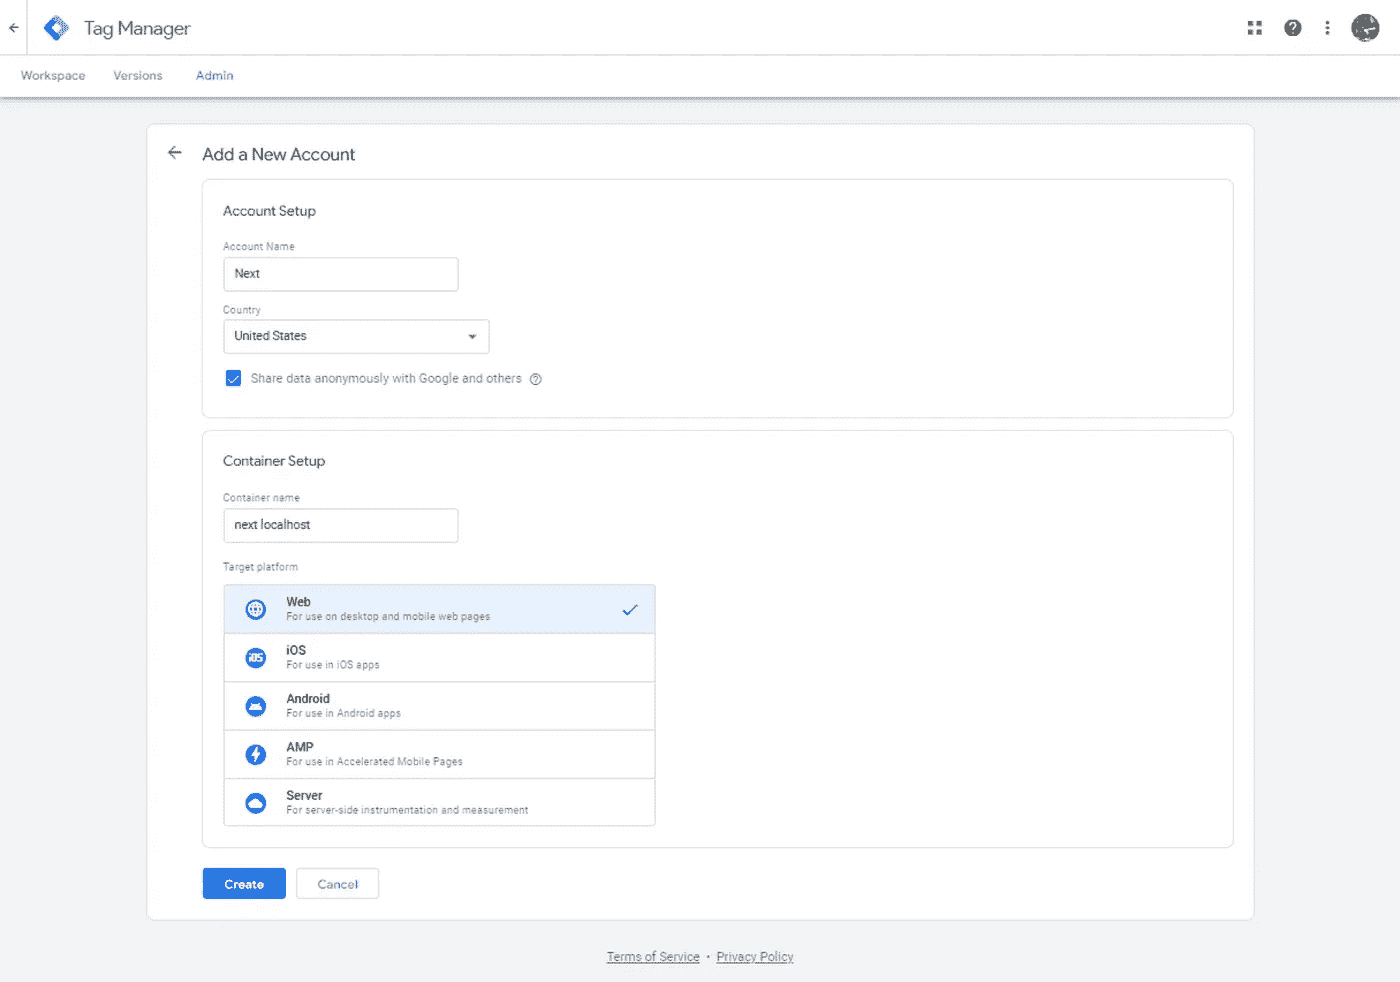 Tag Manager
Workspace Versions Admin
Add a New Account
Account Setup
Account Name
Next
Country
United States
Share data anonymously with Google and others
Container Setup
Container name
next localhost
Target platform
Web
For use on desktop and mobile web pages
iOS
iOS
For use in iOS apps
Android
For use in Android apps
AMP
For use in Accelerated Mobile Pages
Server
For server-side instrumentation and measurement
Create Cancel
Terms of Service • Privacy Policy